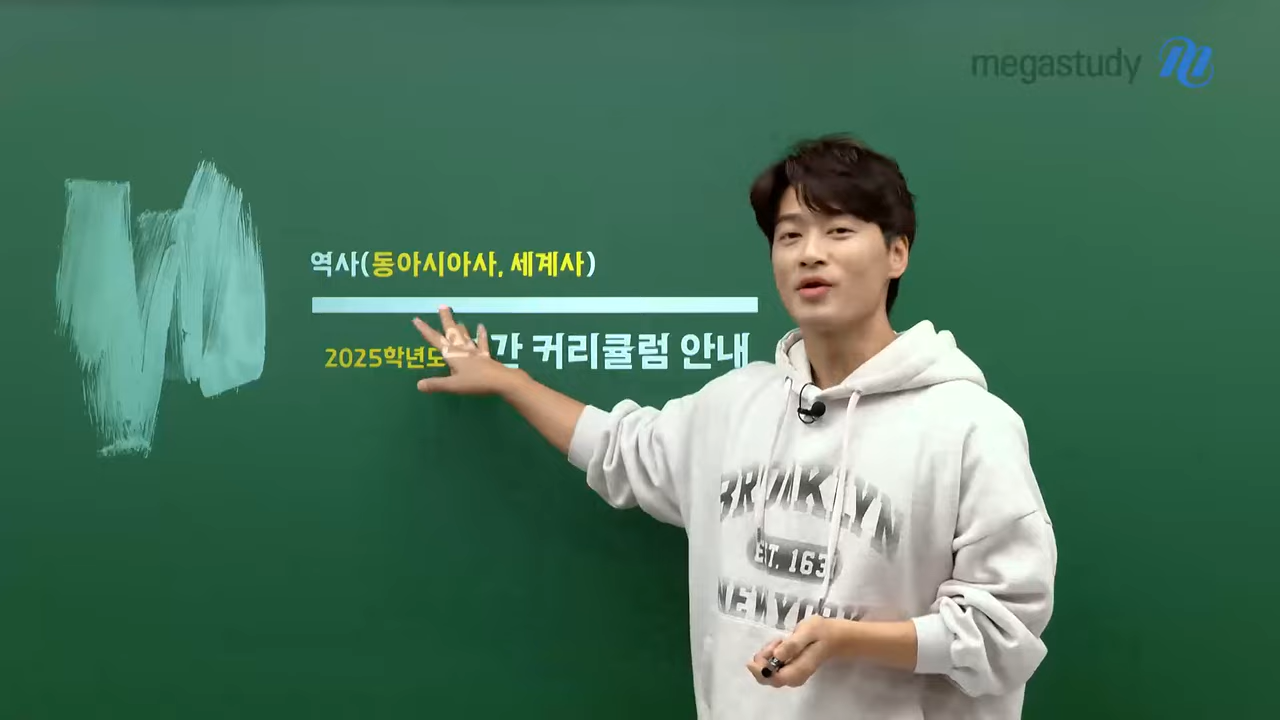 megastudy
역사(동아시아사, 세계사)
2025학년도 연간 커리큘럼 안내
BROOKLYN
EST. 163
NEW YORK